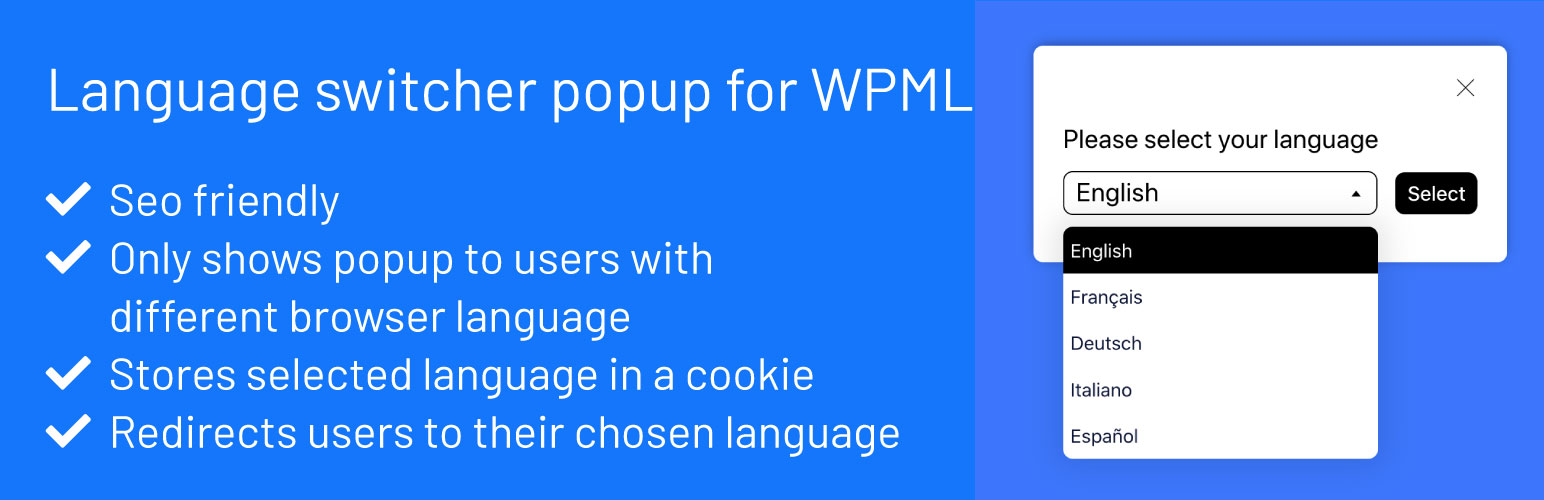 Language switcher popup for WPML
Seo friendly
Only shows popup to users with
different browser language
Stores selected language in a cookie
Redirects users to their chosen language
Please select your language
English
Select
English
Français
Deutsch
Italiano
Español